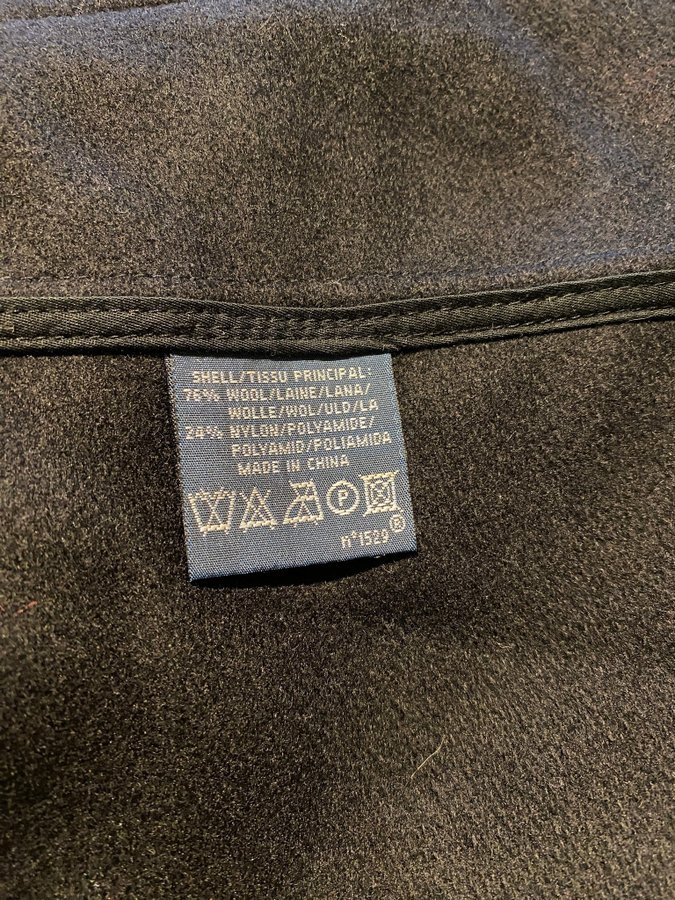 SHELL/TISSU PRINCIPAL:
76% WOOL/LAINE/LANA/
WOLLE/WOL/ULD/LA
24% NYLON/POLYAMIDE/
POLYAMID/POLIAMIDA
MADE IN CHINA
P
n°1529 ®